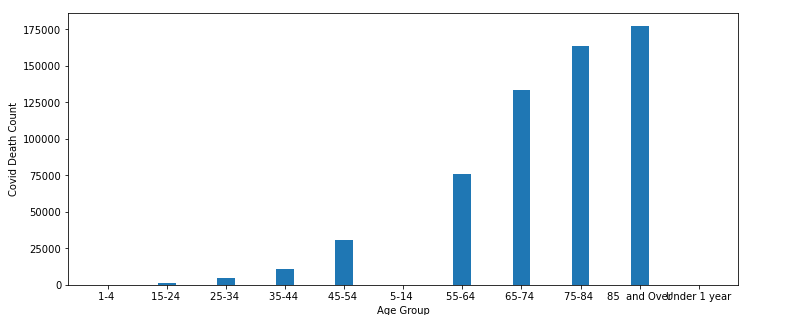 175000
150000
125000
100000
75000
50000
25000
0
Covid Death Count
1-4 15-24 25-34 35-44 45-54 5-14 55-64 65-74 75-84 85 and Over Under 1 year
Age Group